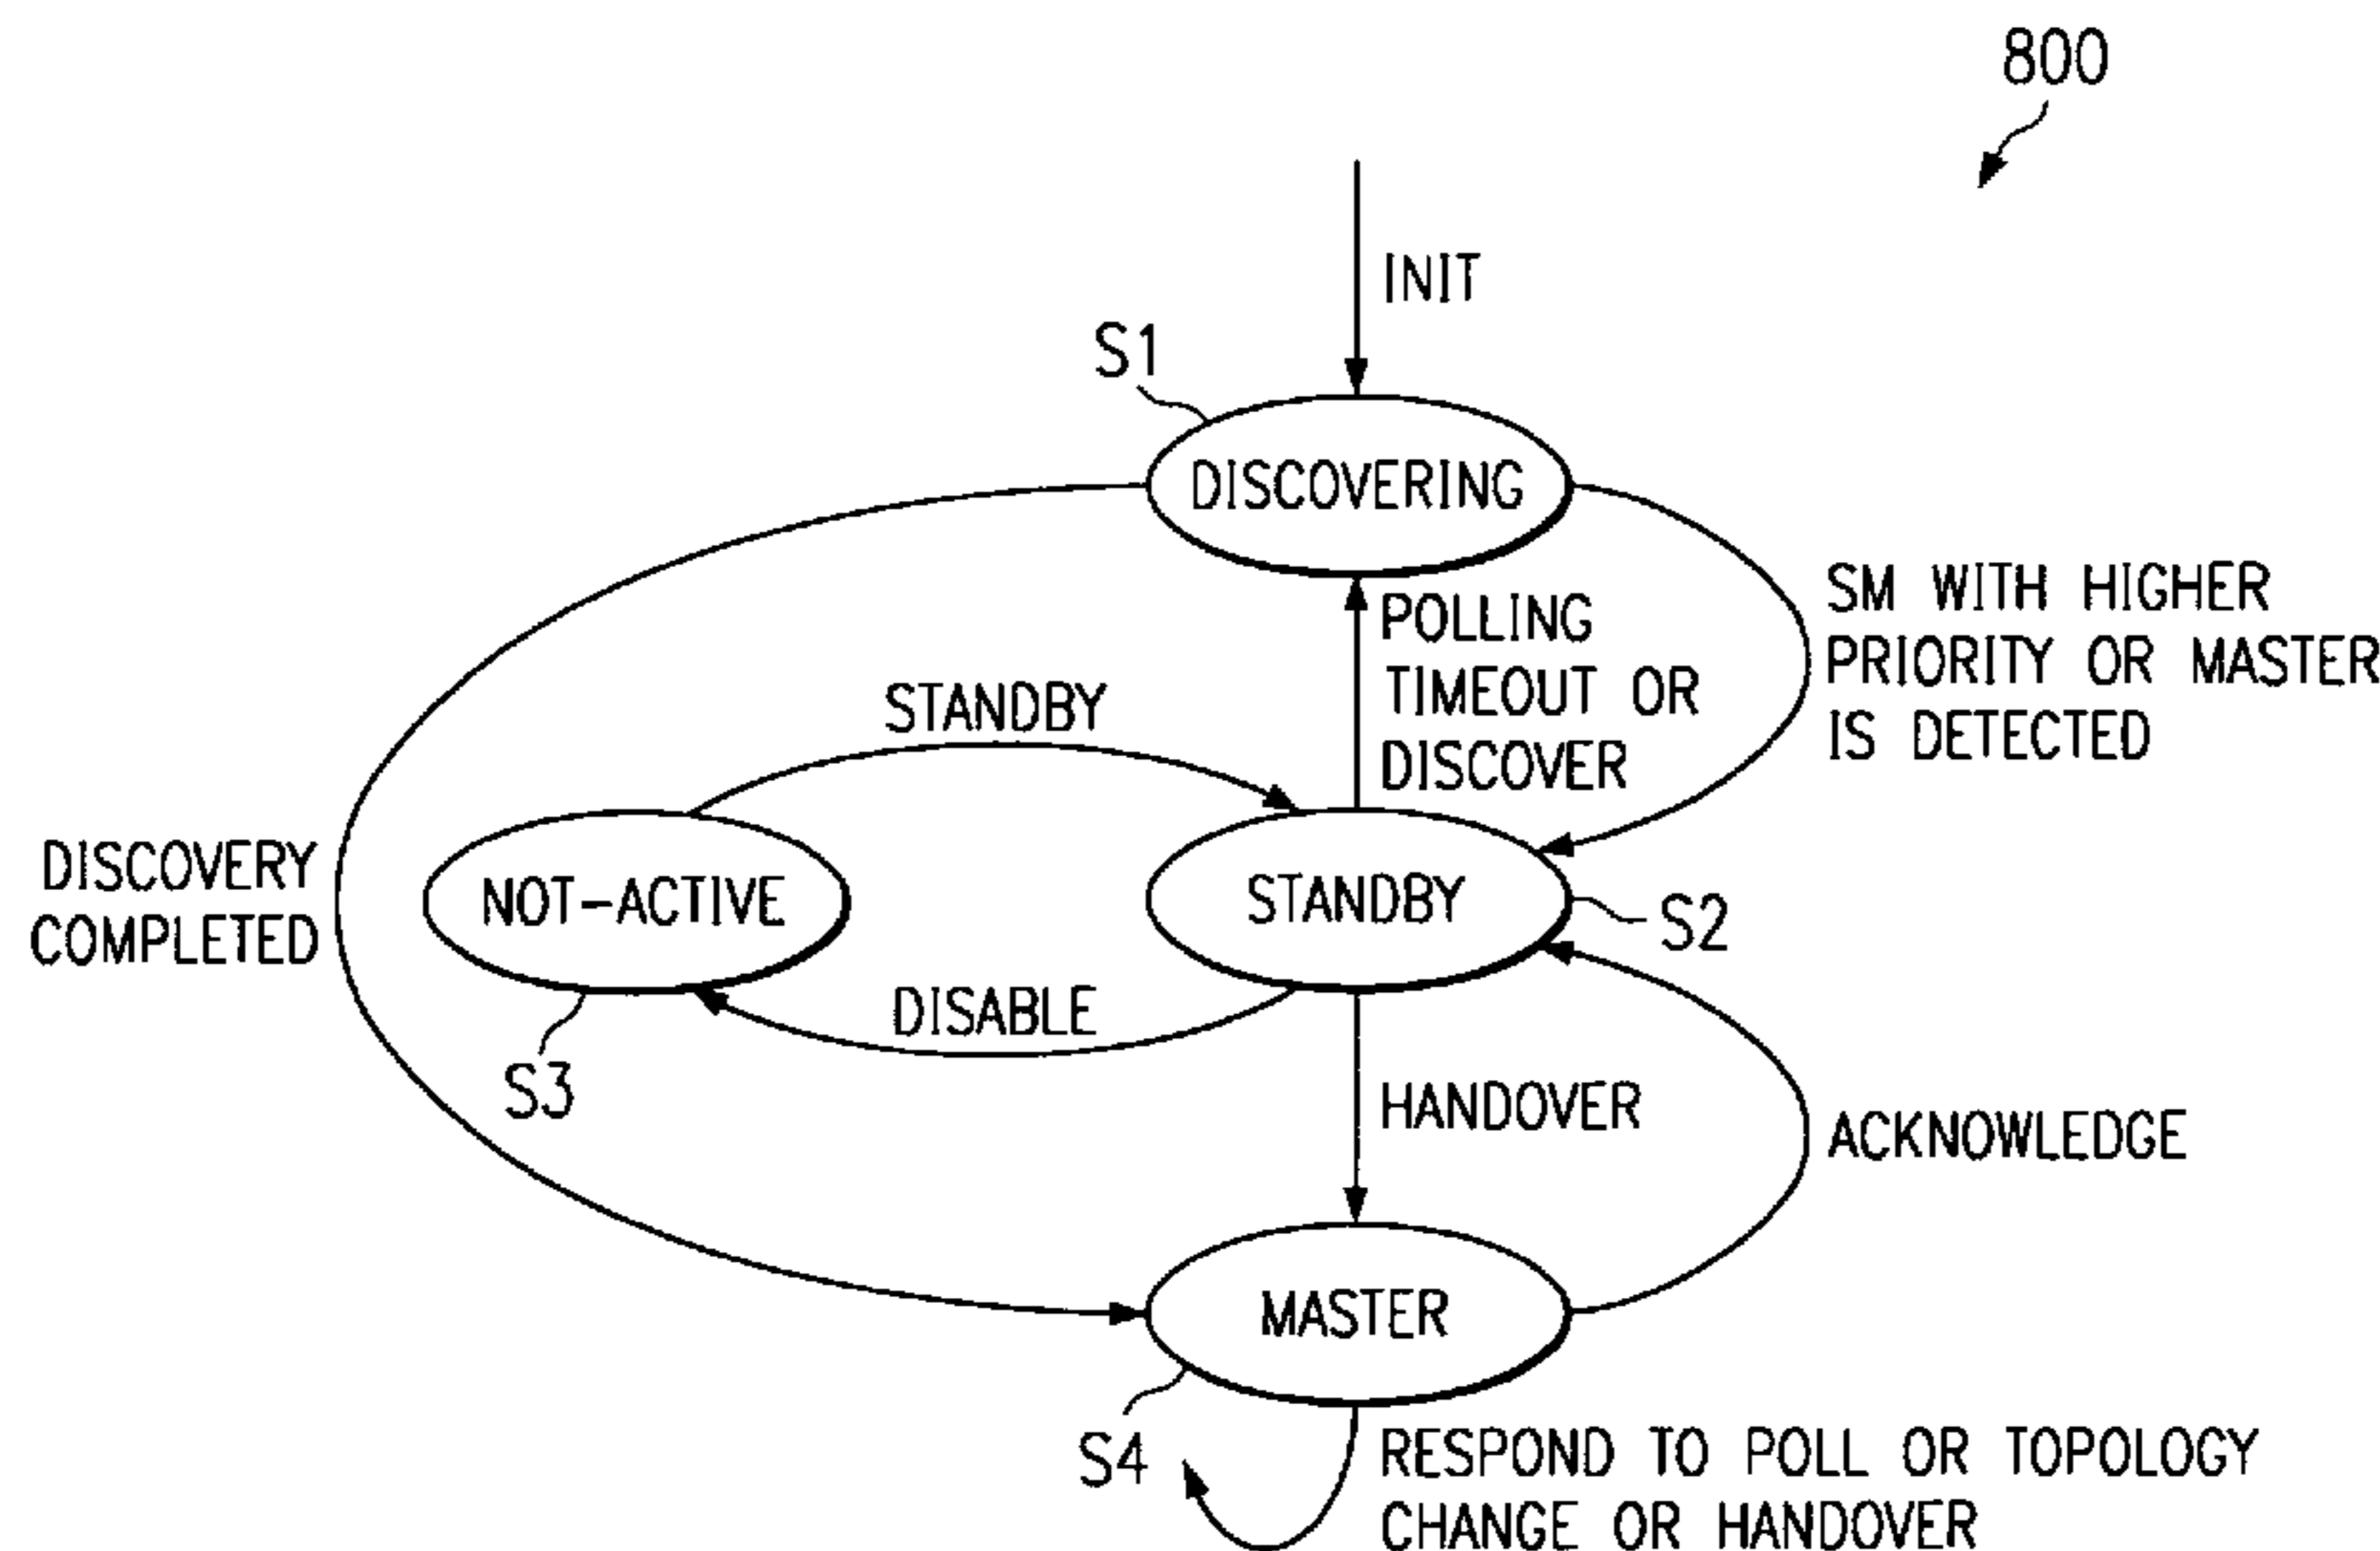 800
INIT
S1
DISCOVERING
SM WITH HIGHER
PRIORITY OR MASTER
IS DETECTED
POLLING
TIMEOUT OR
DISCOVER
STANDBY
DISCOVERY
COMPLETED
NOT-ACTIVE
STANDBY
S2
DISABLE
S3
HANDOVER
ACKNOWLEDGE
MASTER
S4
RESPOND TO POLL OR TOPOLOGY
CHANGE OR HANDOVER